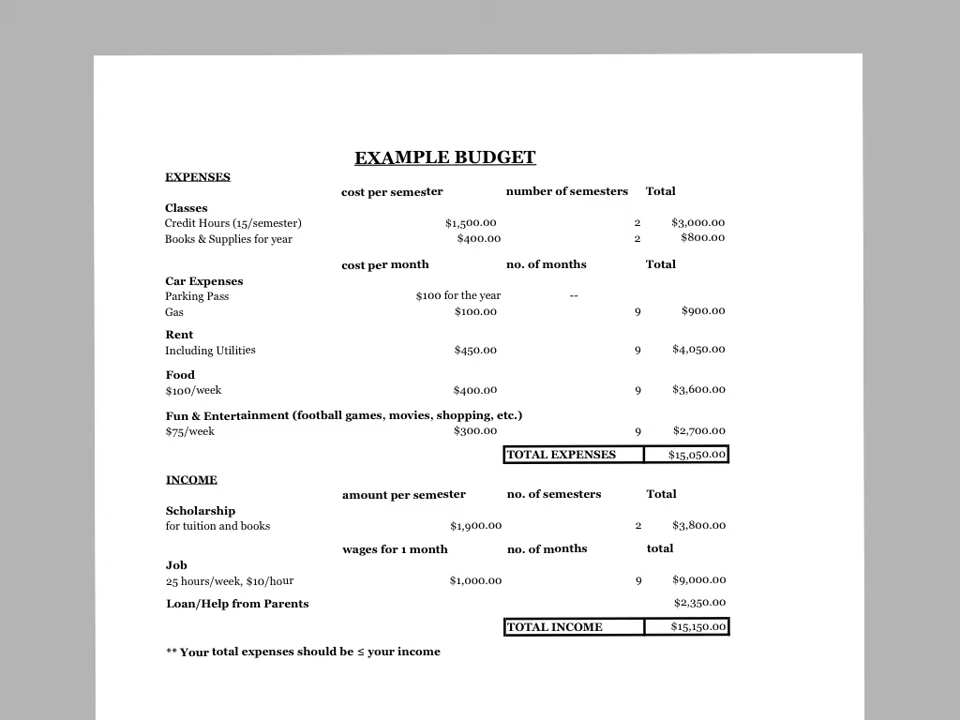 EXAMPLE BUDGET
EXPENSES
cost per semester number of semesters Total
Classes
Credit Hours (15/semester) $1,500.00 2 $3,000.00
Books & Supplies for year $400.00 2 $800.00
cost per month no. of months Total
Car Expenses
Parking Pass $100 for the year --
Gas $100.00 9 $900.00
Rent
Including Utilities $450.00 9 $4,050.00
Food
$100/week $400.00 9 $3,600.00
Fun & Entertainment (football games, movies, shopping, etc.)
$75/week $300.00 9 $2,700.00
TOTAL EXPENSES $15,050.00
INCOME
amount per semester no. of semesters Total
Scholarship
for tuition and books $1,900.00 2 $3,800.00
wages for 1 month no. of months total
Job
25 hours/week, $10/hour $1,000.00 9 $9,000.00
Loan/Help from Parents $2,350.00
TOTAL INCOME $15,150.00
** Your total expenses should be ≤ your income